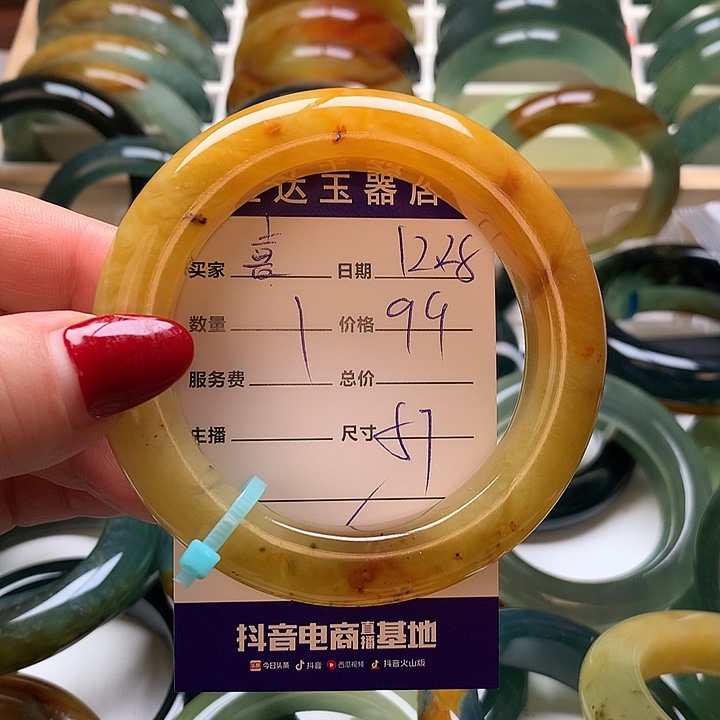 达玉器店
买家 喜 日期 12.28
数量 1 价格 99
服务费 总价
主播 尺寸 57
抖音电商直播基地
今日头条 抖音 西瓜视频 抖音火山版